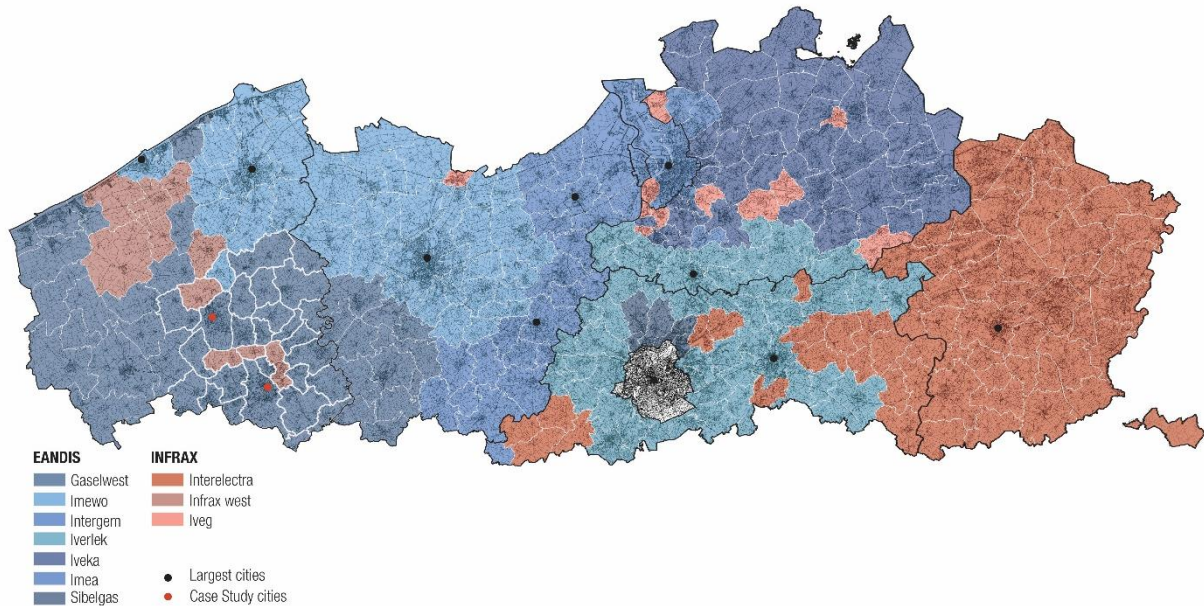 EANDIS
Gaselwest
Imewo
Intergem
Iverlek
Iveka
Imea
Sibelgas
INFRAX
Interelectra
Infrax west
Iveg
Largest cities
Case Study cities